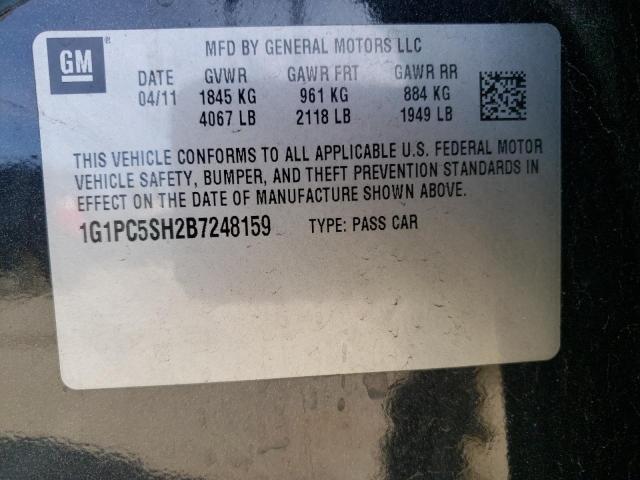 GM
MFD BY GENERAL MOTORS LLC
DATE GVWR GAWR FRT GAWR RR
04/11 1845 KG 961 KG 884 KG
4067 LB 2118 LB 1949 LB
THIS VEHICLE CONFORMS TO ALL APPLICABLE U.S. FEDERAL MOTOR
VEHICLE SAFETY, BUMPER, AND THEFT PREVENTION STANDARDS IN
EFFECT ON THE DATE OF MANUFACTURE SHOWN ABOVE.
1G1PC5SH2B7248159 TYPE: PASS CAR